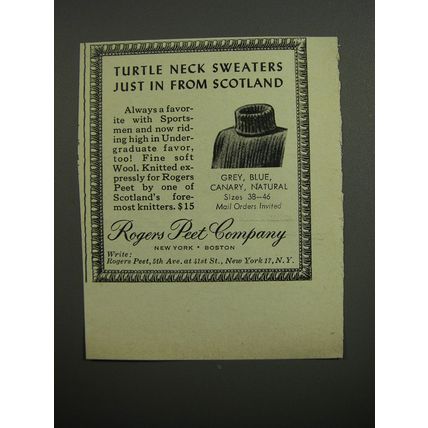 TURTLE NECK SWEATERS
JUST IN FROM SCOTLAND
Always a favor-
ite with Sports-
men and now rid-
ing high in Under-
graduate favor,
too! Fine soft
Wool. Knitted ex-
pressly for Rogers
Peet by one of
Scotland's fore-
most knitters. $15
GREY, BLUE,
CANARY, NATURAL
Sizes 38-46
Mail Orders Invited
Rogers Peet Company
NEW YORK • BOSTON
Write:
Rogers Peet, 5th Ave. at 41st St., New York 17, N. Y.